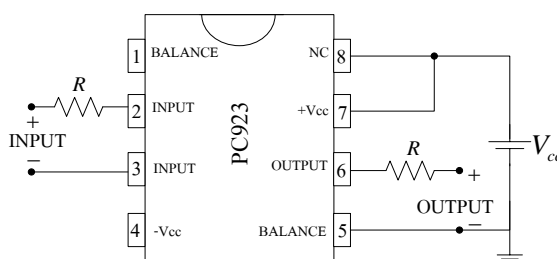 1 BALANCE NC 8
R
2 INPUT +Vcc 7
+
INPUT
−
PC923
3 INPUT OUTPUT 6
R
+
OUTPUT
−
4 -Vcc BALANCE 5